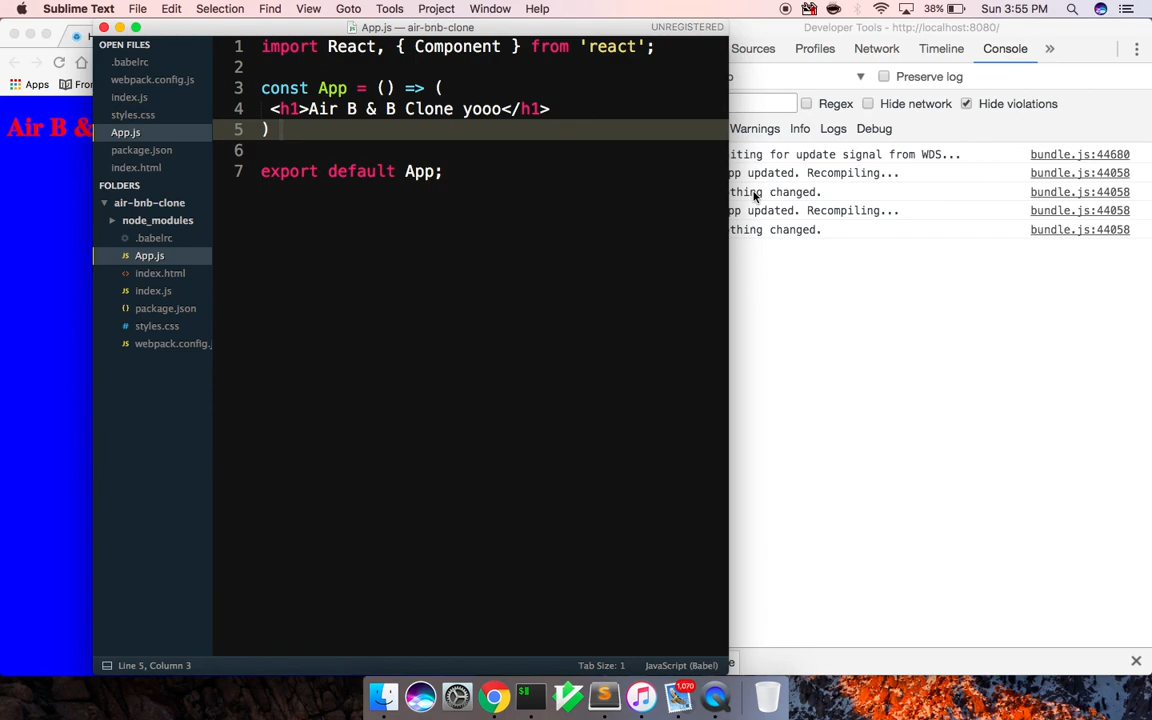 Sublime Text File Edit Selection Find View Goto Tools Project Window Help 38% Sun 3:55 PM
App.js — air-bnb-clone UNREGISTERED
Developer Tools - http://localhost:8080/
Sources Profiles Network Timeline Console »
Preserve log
Regex Hide network Hide violations
Warnings Info Logs Debug
iting for update signal from WDS... bundle.js:44680
pp updated. Recompiling... bundle.js:44058
thing changed. bundle.js:44058
pp updated. Recompiling... bundle.js:44058
thing changed. bundle.js:44058
Apps Fro
Air B &
OPEN FILES
.babelrc
webpack.config.js
index.js
styles.css
App.js
package.json
index.html
FOLDERS
air-bnb-clone
node_modules
.babelrc
App.js
index.html
index.js
package.json
styles.css
webpack.config.j
1 import React, { Component } from 'react';
2
3 const App = () => (
4 <h1>Air B & B Clone yooo</h1>
5 )
6
7 export default App;
Line 5, Column 3 Tab Size: 1 JavaScript (Babel)
1,070